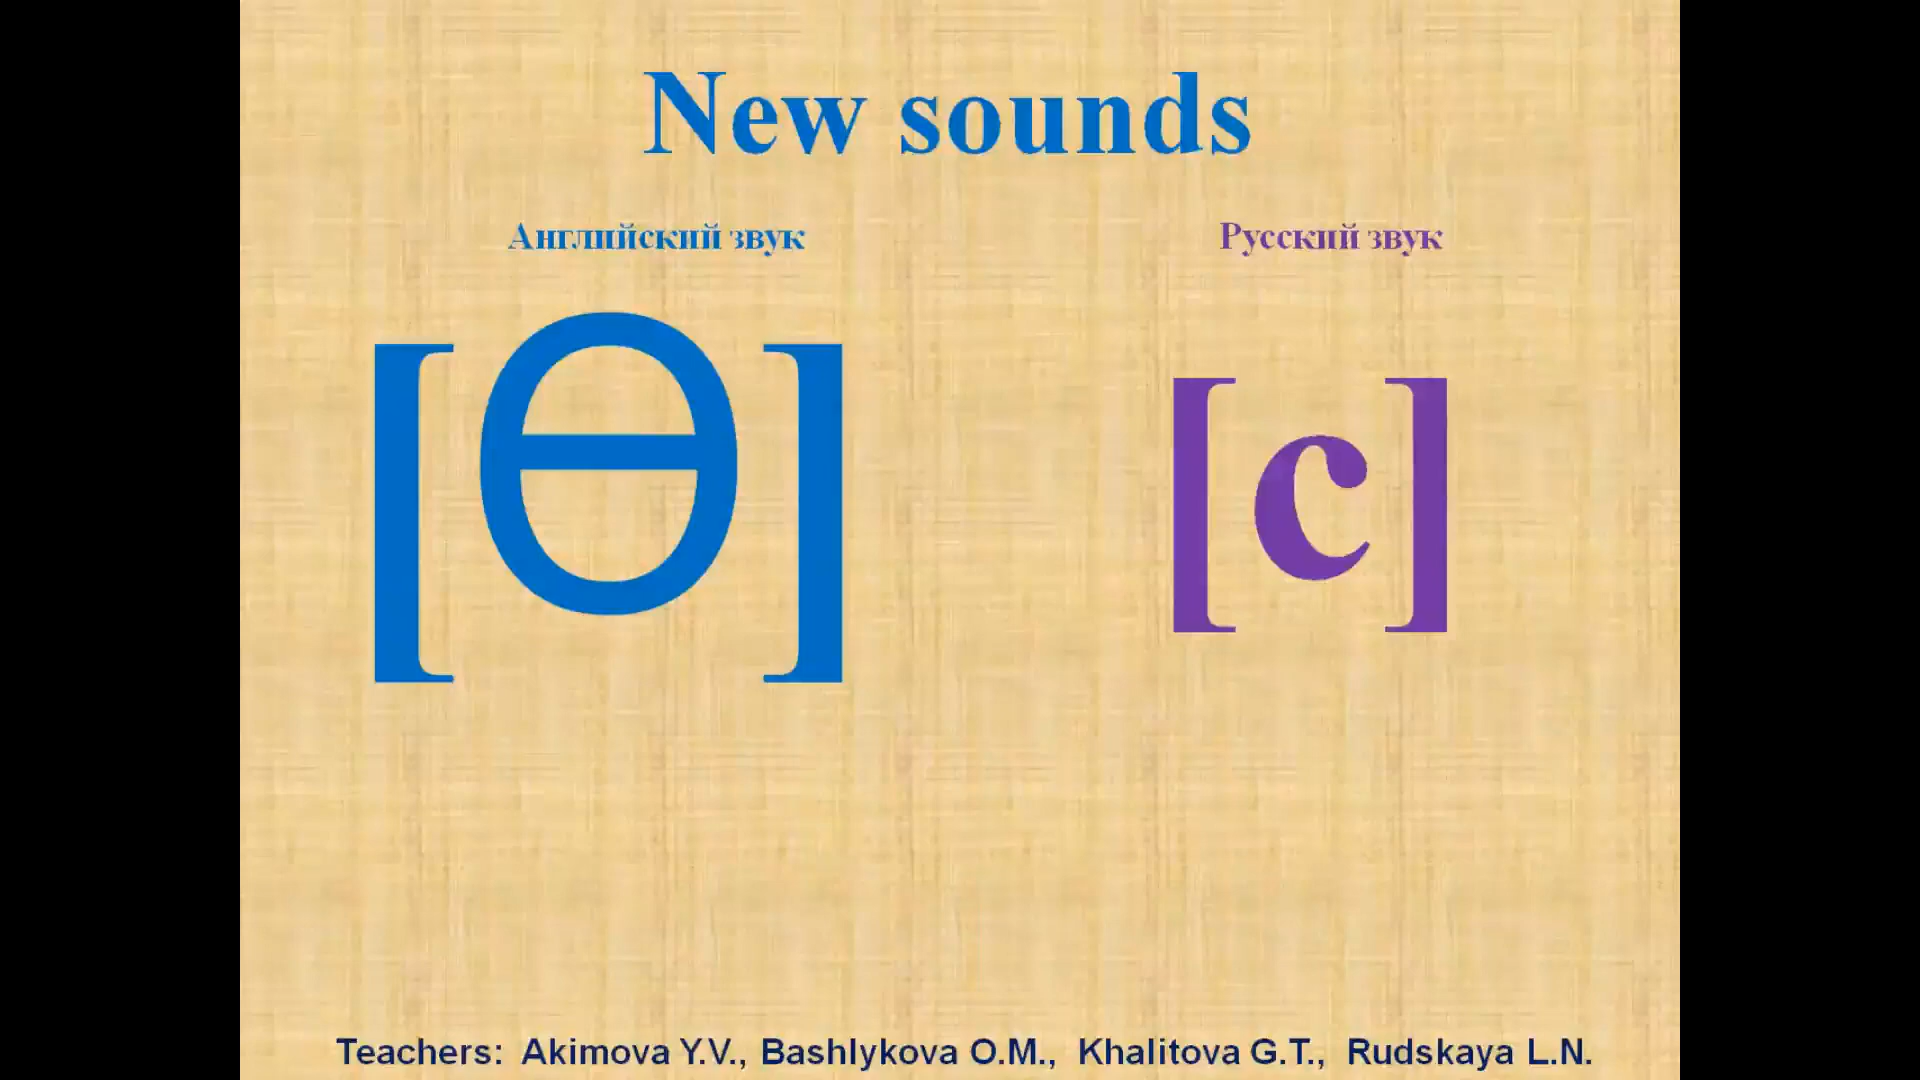 New sounds
Английский звук
Русский звук
[Ɵ]
[с]
Teachers: Akimova Y.V., Bashlykova O.M., Khalitova G.T., Rudskaya L.N.